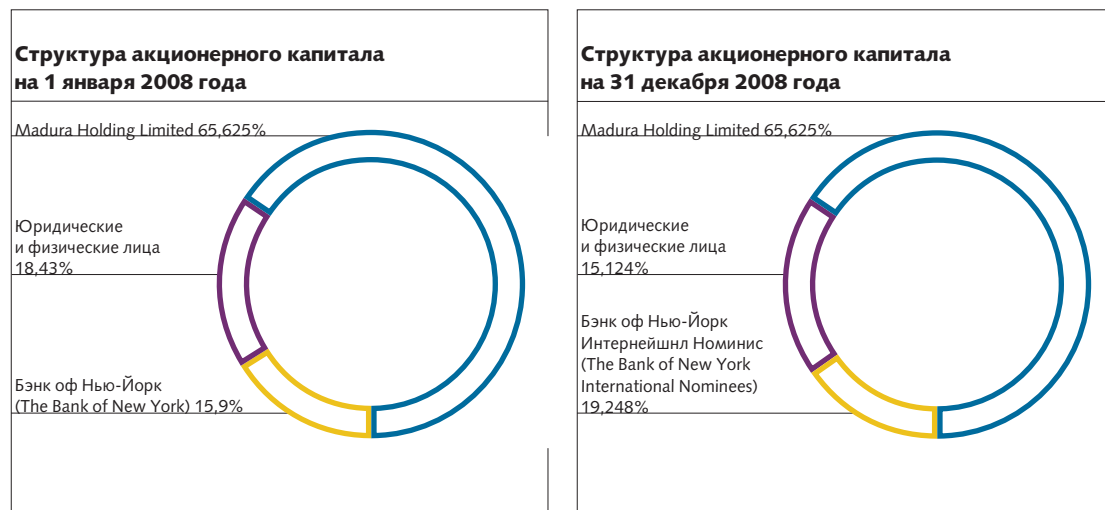 Структура акционерного капитала
на 1 января 2008 года
Madura Holding Limited 65,625%
Юридические
и физические лица
18,43%
Бэнк оф Нью-Йорк
(The Bank of New York) 15,9%
Структура акционерного капитала
на 31 декабря 2008 года
Madura Holding Limited 65,625%
Юридические
и физические лица
15,124%
Бэнк оф Нью-Йорк
Интернейшнл Номинис
(The Bank of New York
International Nominees)
19,248%